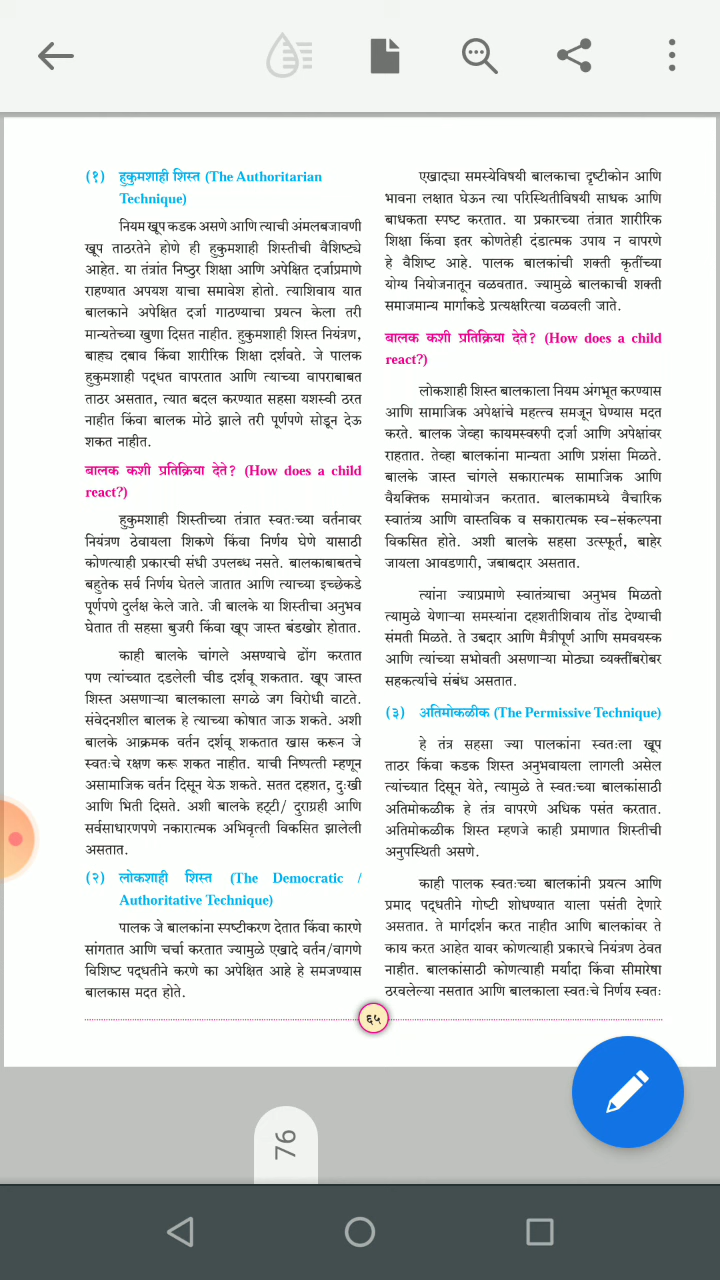 (१) हुकुमशाही शिस्त (The Authoritarian
Technique)
नियम खूप कडक असणे आणि त्याची अंमलबजावणी
खूप ताठरतेने होणे ही हुकुमशाही शिस्तीची वैशिष्ट्ये
आहेत. या तंत्रांत निष्ठुर शिक्षा आणि अपेक्षित दर्जाप्रमाणे
राहण्यात अपयश याचा समावेश होतो. त्याशिवाय यात
बालकाने अपेक्षित दर्जा गाठण्याचा प्रयत्न केला तरी
मान्यतेच्या खुणा दिसत नाहीत. हुकुमशाही शिस्त नियंत्रण,
बाह्य दबाव किंवा शारीरिक शिक्षा दर्शवते. जे पालक
हुकुमशाही पद्धत वापरतात आणि त्याच्या वापराबाबत
ताठर असतात, त्यात बदल करण्यात सहसा यशस्वी ठरत
नाहीत किंवा बालक मोठे झाले तरी पूर्णपणे सोडून देऊ
शकत नाहीत.
बालक कशी प्रतिक्रिया देते? (How does a child
react?)
हुकुमशाही शिस्तीच्या तंत्रात स्वतःच्या वर्तनावर
नियंत्रण ठेवायला शिकणे किंवा निर्णय घेणे यासाठी
कोणत्याही प्रकारची संधी उपलब्ध नसते. बालकाबाबतचे
बहुतेक सर्व निर्णय घेतले जातात आणि त्याच्या इच्छेकडे
पूर्णपणे दुर्लक्ष केले जाते. जी बालके या शिस्तीचा अनुभव
घेतात ती सहसा बुजरी किंवा खूप जास्त बंडखोर होतात.
काही बालके चांगले असण्याचे ढोंग करतात
पण त्यांच्यात दडलेली चीड दर्शवू शकतात. खूप जास्त
शिस्त असणाऱ्या बालकाला सगळे जग विरोधी वाटते.
संवेदनशील बालक हे त्याच्या कोषात जाऊ शकते. अशी
बालके आक्रमक वर्तन दर्शवू शकतात खास करून जे
स्वतःचे रक्षण करू शकत नाहीत. याची निष्पत्ती म्हणून
असामाजिक वर्तन दिसून येऊ शकते. सतत दहशत, दुःखी
आणि भिती दिसते. अशी बालके हट्टी/ दुराग्रही आणि
सर्वसाधारणपणे नकारात्मक अभिवृत्ती विकसित झालेली
असतात.
(२) लोकशाही शिस्त (The Democratic /
Authoritative Technique)
पालक जे बालकांना स्पष्टीकरण देतात किंवा कारणे
सांगतात आणि चर्चा करतात ज्यामुळे एखादे वर्तन/वागणे
विशिष्ट पद्धतीने करणे का अपेक्षित आहे हे समजण्यास
बालकास मदत होते.
एखाद्या समस्येविषयी बालकाचा दृष्टीकोन आणि
भावना लक्षात घेऊन त्या परिस्थितीविषयी साधक आणि
बाधकता स्पष्ट करतात. या प्रकारच्या तंत्रात शारीरिक
शिक्षा किंवा इतर कोणतेही दंडात्मक उपाय न वापरणे
हे वैशिष्ट आहे. पालक बालकांची शक्ती कृतींच्या
योग्य नियोजनातून वळवतात. ज्यामुळे बालकाची शक्ती
समाजमान्य मार्गाकडे प्रत्यक्षरित्या वळवली जाते.
बालक कशी प्रतिक्रिया देते? (How does a child
react?)
लोकशाही शिस्त बालकाला नियम अंगभूत करण्यास
आणि सामाजिक अपेक्षांचे महत्त्व समजून घेण्यास मदत
करते. बालक जेव्हा कायमस्वरुपी दर्जा आणि अपेक्षांवर
राहतात. तेव्हा बालकांना मान्यता आणि प्रशंसा मिळते.
बालके जास्त चांगले सकारात्मक सामाजिक आणि
वैयक्तिक समायोजन करतात. बालकामध्ये वैचारिक
स्वातंत्र्य आणि वास्तविक व सकारात्मक स्व-संकल्पना
विकसित होते. अशी बालके सहसा उत्स्फूर्त, बाहेर
जायला आवडणारी, जबाबदार असतात.
त्यांना ज्याप्रमाणे स्वातंत्र्याचा अनुभव मिळतो
त्यामुळे येणाऱ्या समस्यांना दहशतीशिवाय तोंड देण्याची
संमती मिळते. ते उबदार आणि मैत्रीपूर्ण आणि समवयस्क
आणि त्यांच्या सभोवती असणाऱ्या मोठ्या व्यक्तींबरोबर
सहकर्त्याचे संबंध असतात.
(३) अतिमोकळीक (The Permissive Technique)
हे तंत्र सहसा ज्या पालकांना स्वतःला खूप
ताठर किंवा कडक शिस्त अनुभवायला लागली असेल
त्यांच्यात दिसून येते, त्यामुळे ते स्वतःच्या बालकांसाठी
अतिमोकळीक हे तंत्र वापरणे अधिक पसंत करतात.
अतिमोकळीक शिस्त म्हणजे काही प्रमाणात शिस्तीची
अनुपस्थिती असणे.
काही पालक स्वतःच्या बालकांनी प्रयत्न आणि
प्रमाद पद्धतीने गोष्टी शोधण्यात याला पसंती देणारे
असतात. ते मार्गदर्शन करत नाहीत आणि बालकांवर ते
काय करत आहेत यावर कोणत्याही प्रकारचे नियंत्रण ठेवत
नाहीत. बालकांसाठी कोणत्याही मर्यादा किंवा सीमारेषा
ठरवलेल्या नसतात आणि बालकाला स्वतःचे निर्णय स्वतः
६५
76